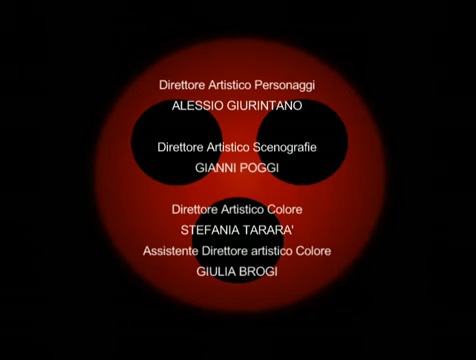 Direttore Artistico Personaggi
ALESSIO GIURINTANO
Direttore Artistico Scenografie
GIANNI POGGI
Direttore Artistico Colore
STEFANIA TARARA'
Assistente Direttore artistico Colore
GIULIA BROGI